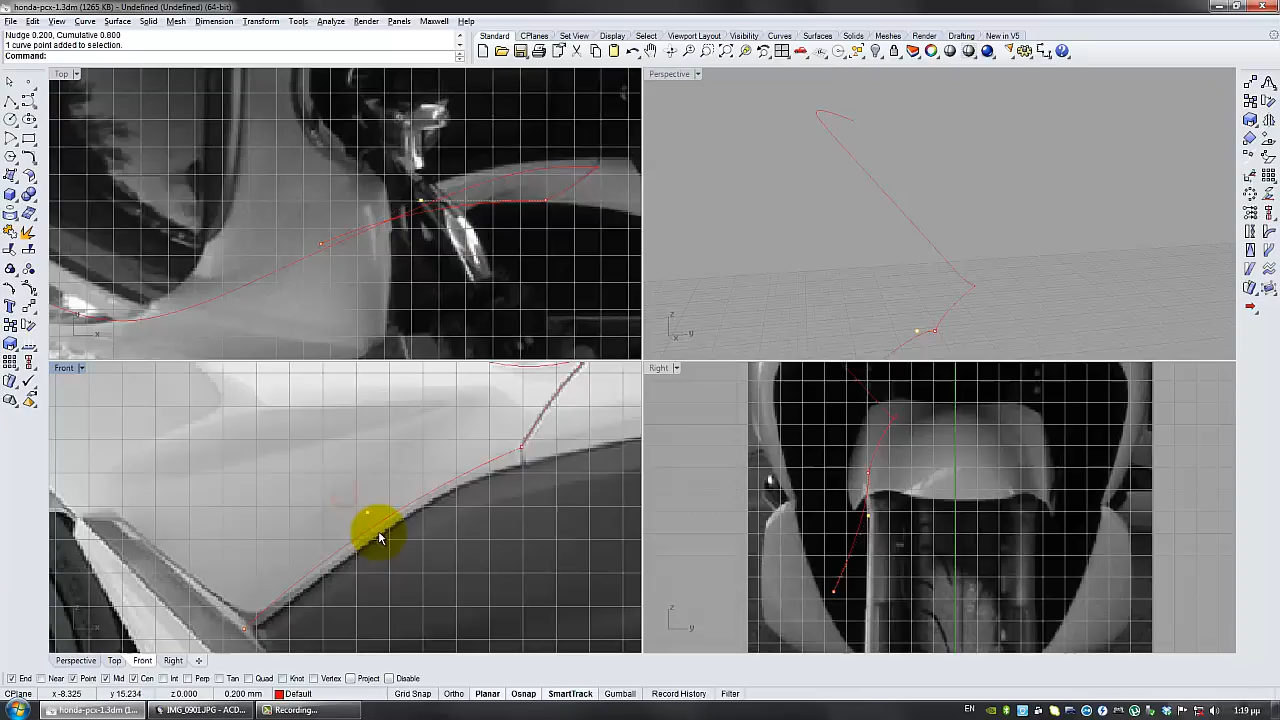 honda-pcx-1.3dm (1265 KB) - Undefined (Undefined) (64-bit)
File Edit View Curve Surface Solid Mesh Dimension Transform Tools Analyze Render Panels Maxwell Help
Nudge 0.200, Cumulative 0.800
1 curve point added to selection.
Command:
Standard CPlanes Set View Display Select Viewport Layout Visibility Transform Curves Surfaces Solids Meshes Render Drafting New in V5
Top
Perspective
x
z
x y
Front
Right
x
z
y
Perspective Top Front Right
End Near Point Mid Cen Int Perp Tan Quad Knot Vertex Project Disable
CPlane x -8.325 y 15.234 z 0.000 0.200 mm Default Grid Snap Ortho Planar Osnap SmartTrack Gumball Record History Filter
honda-pcx-1.3dm (1... IMG_0901.JPG - ACD... Recording... EN 1:19 μμ